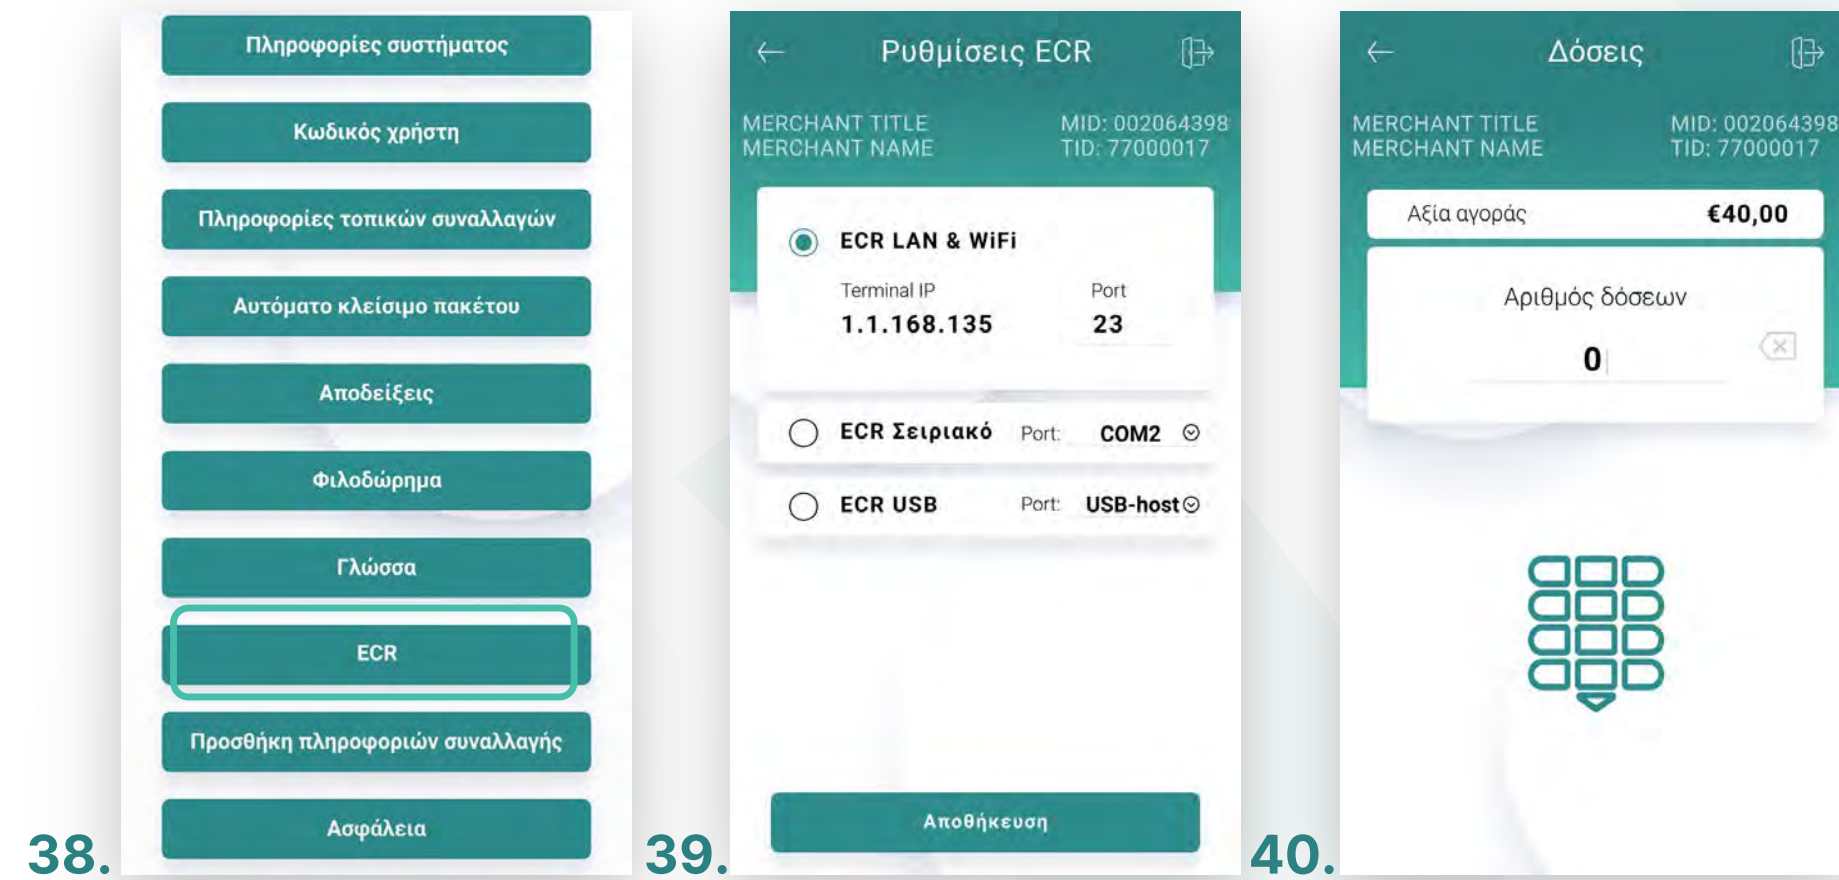 Πληροφορίες συστήματος
Κωδικός χρήστη
Πληροφορίες τοπικών συναλλαγών
Αυτόματο κλείσιμο πακέτου
Αποδείξεις
Φιλοδώρημα
Γλώσσα
ECR
Προσθήκη πληροφοριών συναλλαγής
Ασφάλεια
38.
Ρυθμίσεις ECR
MERCHANT TITLE MID: 002064398
MERCHANT NAME TID: 77000017
ECR LAN & WiFi
Terminal IP Port
1.1.168.135 23
ECR Σειριακό Port: COM2
ECR USB Port: USB-host
Αποθήκευση
39.
Δόσεις
MERCHANT TITLE MID: 002064398
MERCHANT NAME TID: 77000017
Αξία αγοράς €40,00
Αριθμός δόσεων
0
40.